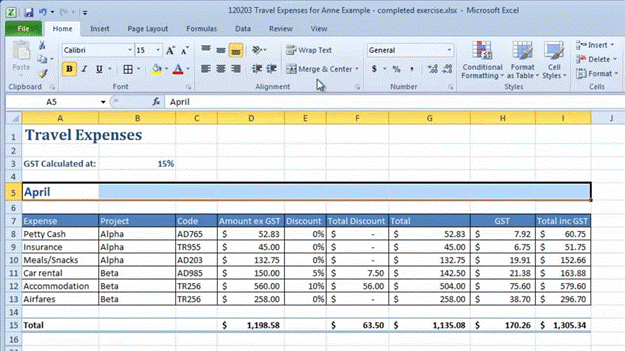 120203 Travel Expenses for Anne Example - completed exercise.xlsx - Microsoft Excel
File Home Insert Page Layout Formulas Data Review View
Paste Calibri 15 A A Wrap Text Custom Conditional Formatting Format as Table Cell Styles Insert
B I U A Merge & Center $ % , Delete
Format
Clipboard Font Alignment Number Styles Cells
A5 fx April
A B C D E F G H I J
1 Travel Expenses
2
3 GST Calculated at: 15%
4
5 April
6
7 Expense Project Code Amount ex GST Discount Total Discount Total GST Total inc GST
8 Petty Cash Alpha AD765 $ 52.83 0% $ - $ 52.83 $ 7.92 $ 60.75
9 Insurance Alpha TR955 $ 45.00 0% $ - $ 45.00 $ 6.75 $ 51.75
10 Meals/Snacks Alpha AD203 $ 132.75 0% $ - $ 132.75 $ 19.91 $ 152.66
11 Car rental Beta AD985 $ 150.00 5% $ 7.50 $ 142.50 $ 21.38 $ 163.88
12 Accommodation Beta TR256 $ 560.00 10% $ 56.00 $ 504.00 $ 75.60 $ 579.60
13 Airfares Beta TR256 $ 258.00 0% $ - $ 258.00 $ 38.70 $ 296.70
14
15 Total $ 1,198.58 $ 63.50 $ 1,135.08 $ 170.26 $ 1,305.34
16